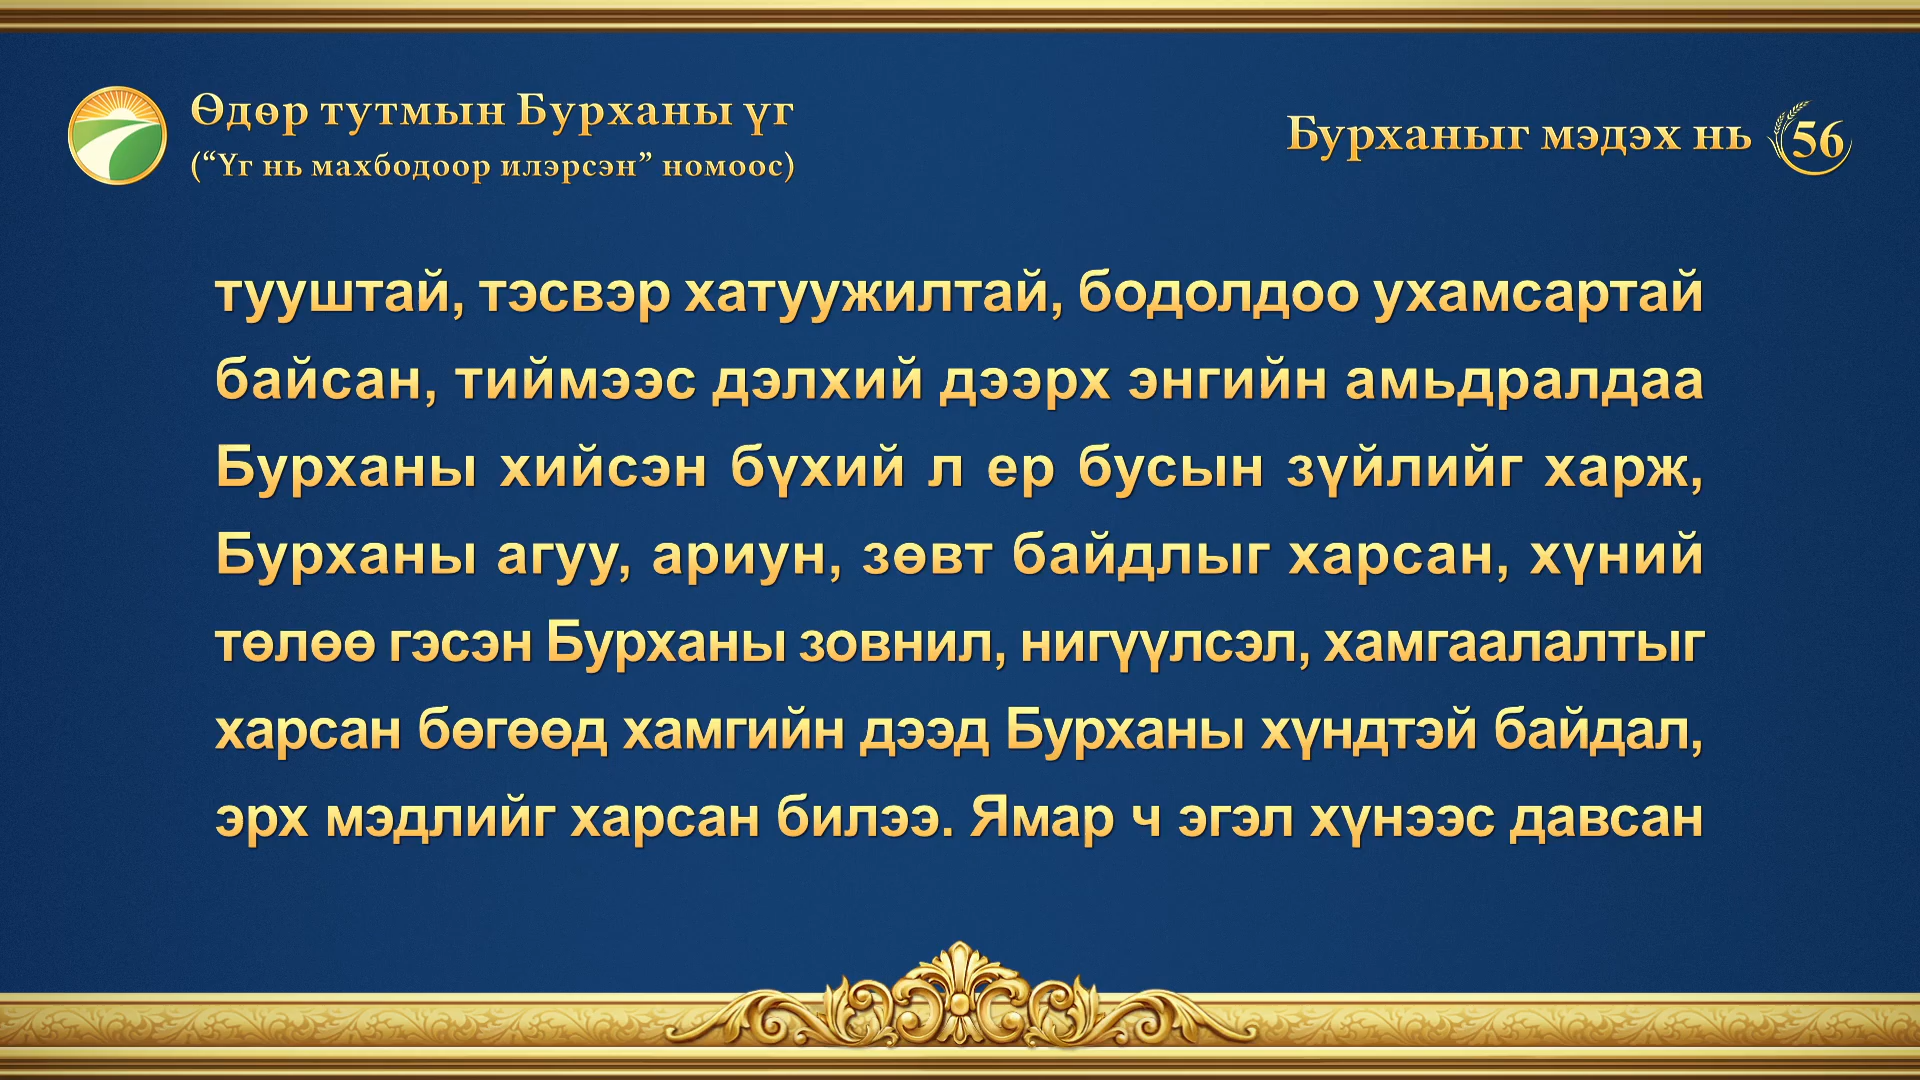 Өдөр тутмын Бурханы үг
(“Үг нь махбодоор илэрсэн” номоос)
Бурханыг мэдэх нь 56
тууштай, тэсвэр хатуужилтай, бодолдоо ухамсартай
байсан, тиймээс дэлхий дээрх энгийн амьдралдаа
Бурханы хийсэн бүхий л ер бусын зүйлийг харж,
Бурханы агуу, ариун, зөвт байдлыг харсан, хүний
төлөө гэсэн Бурханы зовнил, нигүүлсэл, хамгаалалтыг
харсан бөгөөд хамгийн дээд Бурханы хүндтэй байдал,
эрх мэдлийг харсан билээ. Ямар ч эгэл хүнээс давсан